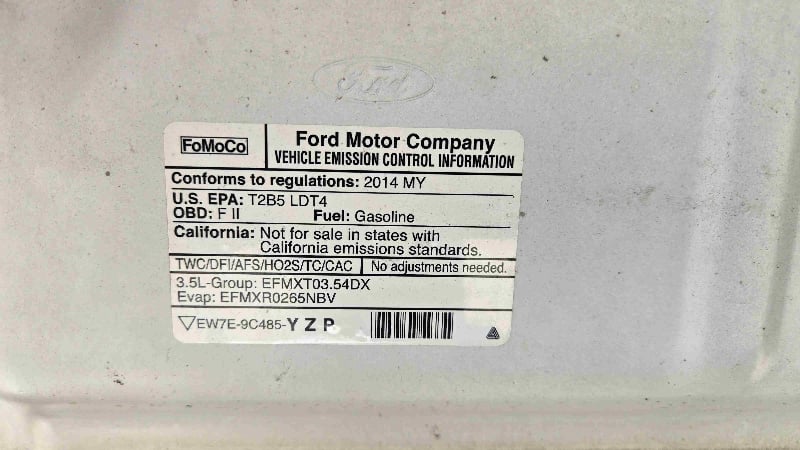 Ford
FoMoCo
Ford Motor Company
VEHICLE EMISSION CONTROL INFORMATION
Conforms to regulations: 2014 MY
U.S. EPA: T2B5 LDT4
OBD: F II Fuel: Gasoline
California: Not for sale in states with
California emissions standards.
TWC/DFI/AFS/HO2S/TC/CAC No adjustments needed.
3.5L-Group: EFMXT03.54DX
Evap: EFMXR0265NBV
EW7E-9C485-Y Z P